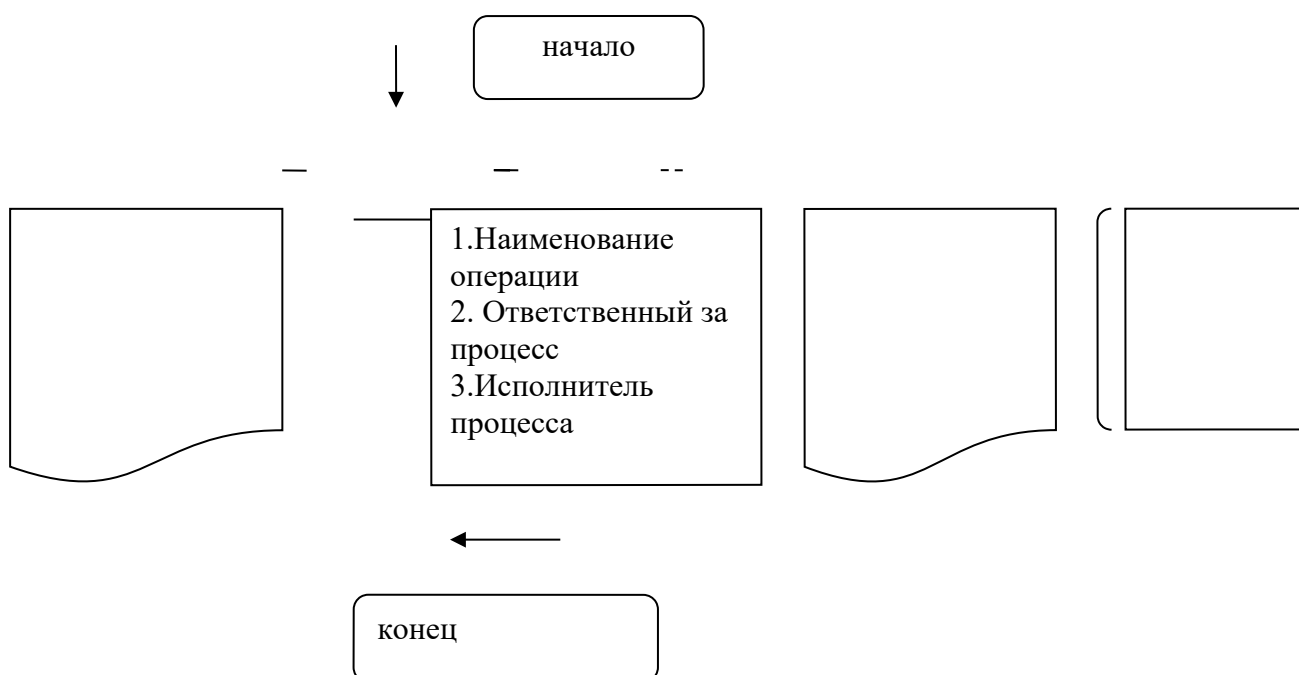 начало
1.Наименование
операции
2. Ответственный за
процесс
3.Исполнитель
процесса
конец